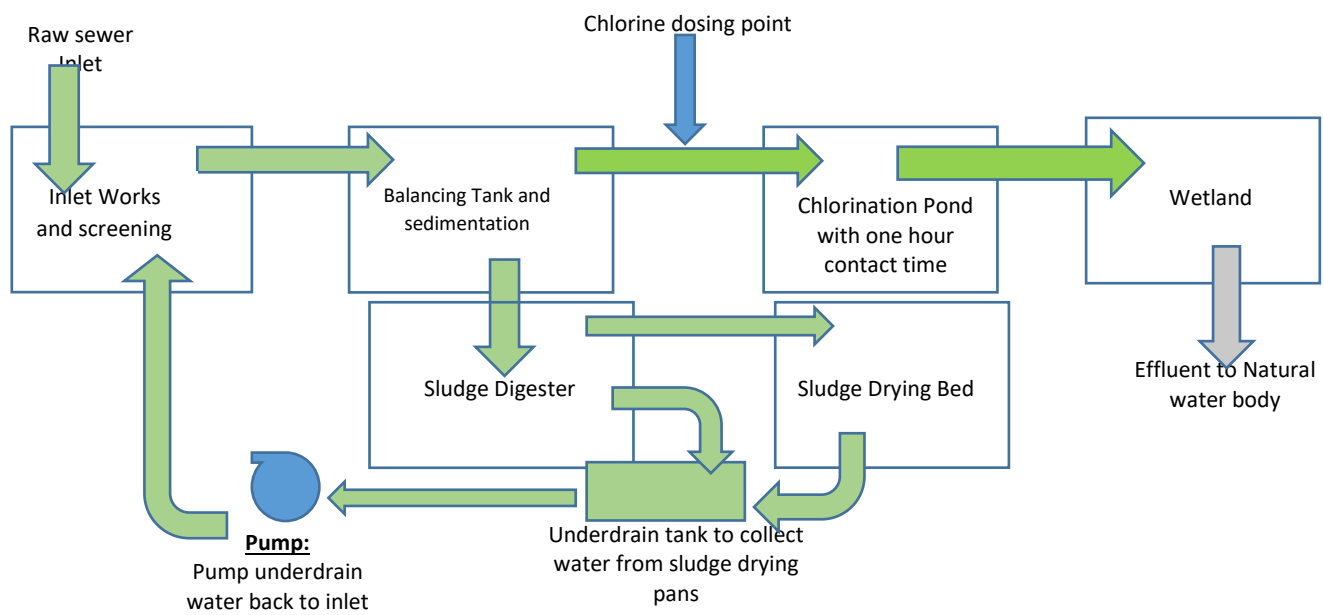 Raw sewer
Inlet
Chlorine dosing point
Inlet Works
and screening
Balancing Tank and
sedimentation
Chlorination Pond
with one hour
contact time
Wetland
Sludge Digester
Sludge Drying Bed
Effluent to Natural
water body
Pump:
Pump underdrain
water back to inlet
Underdrain tank to collect
water from sludge drying
pans